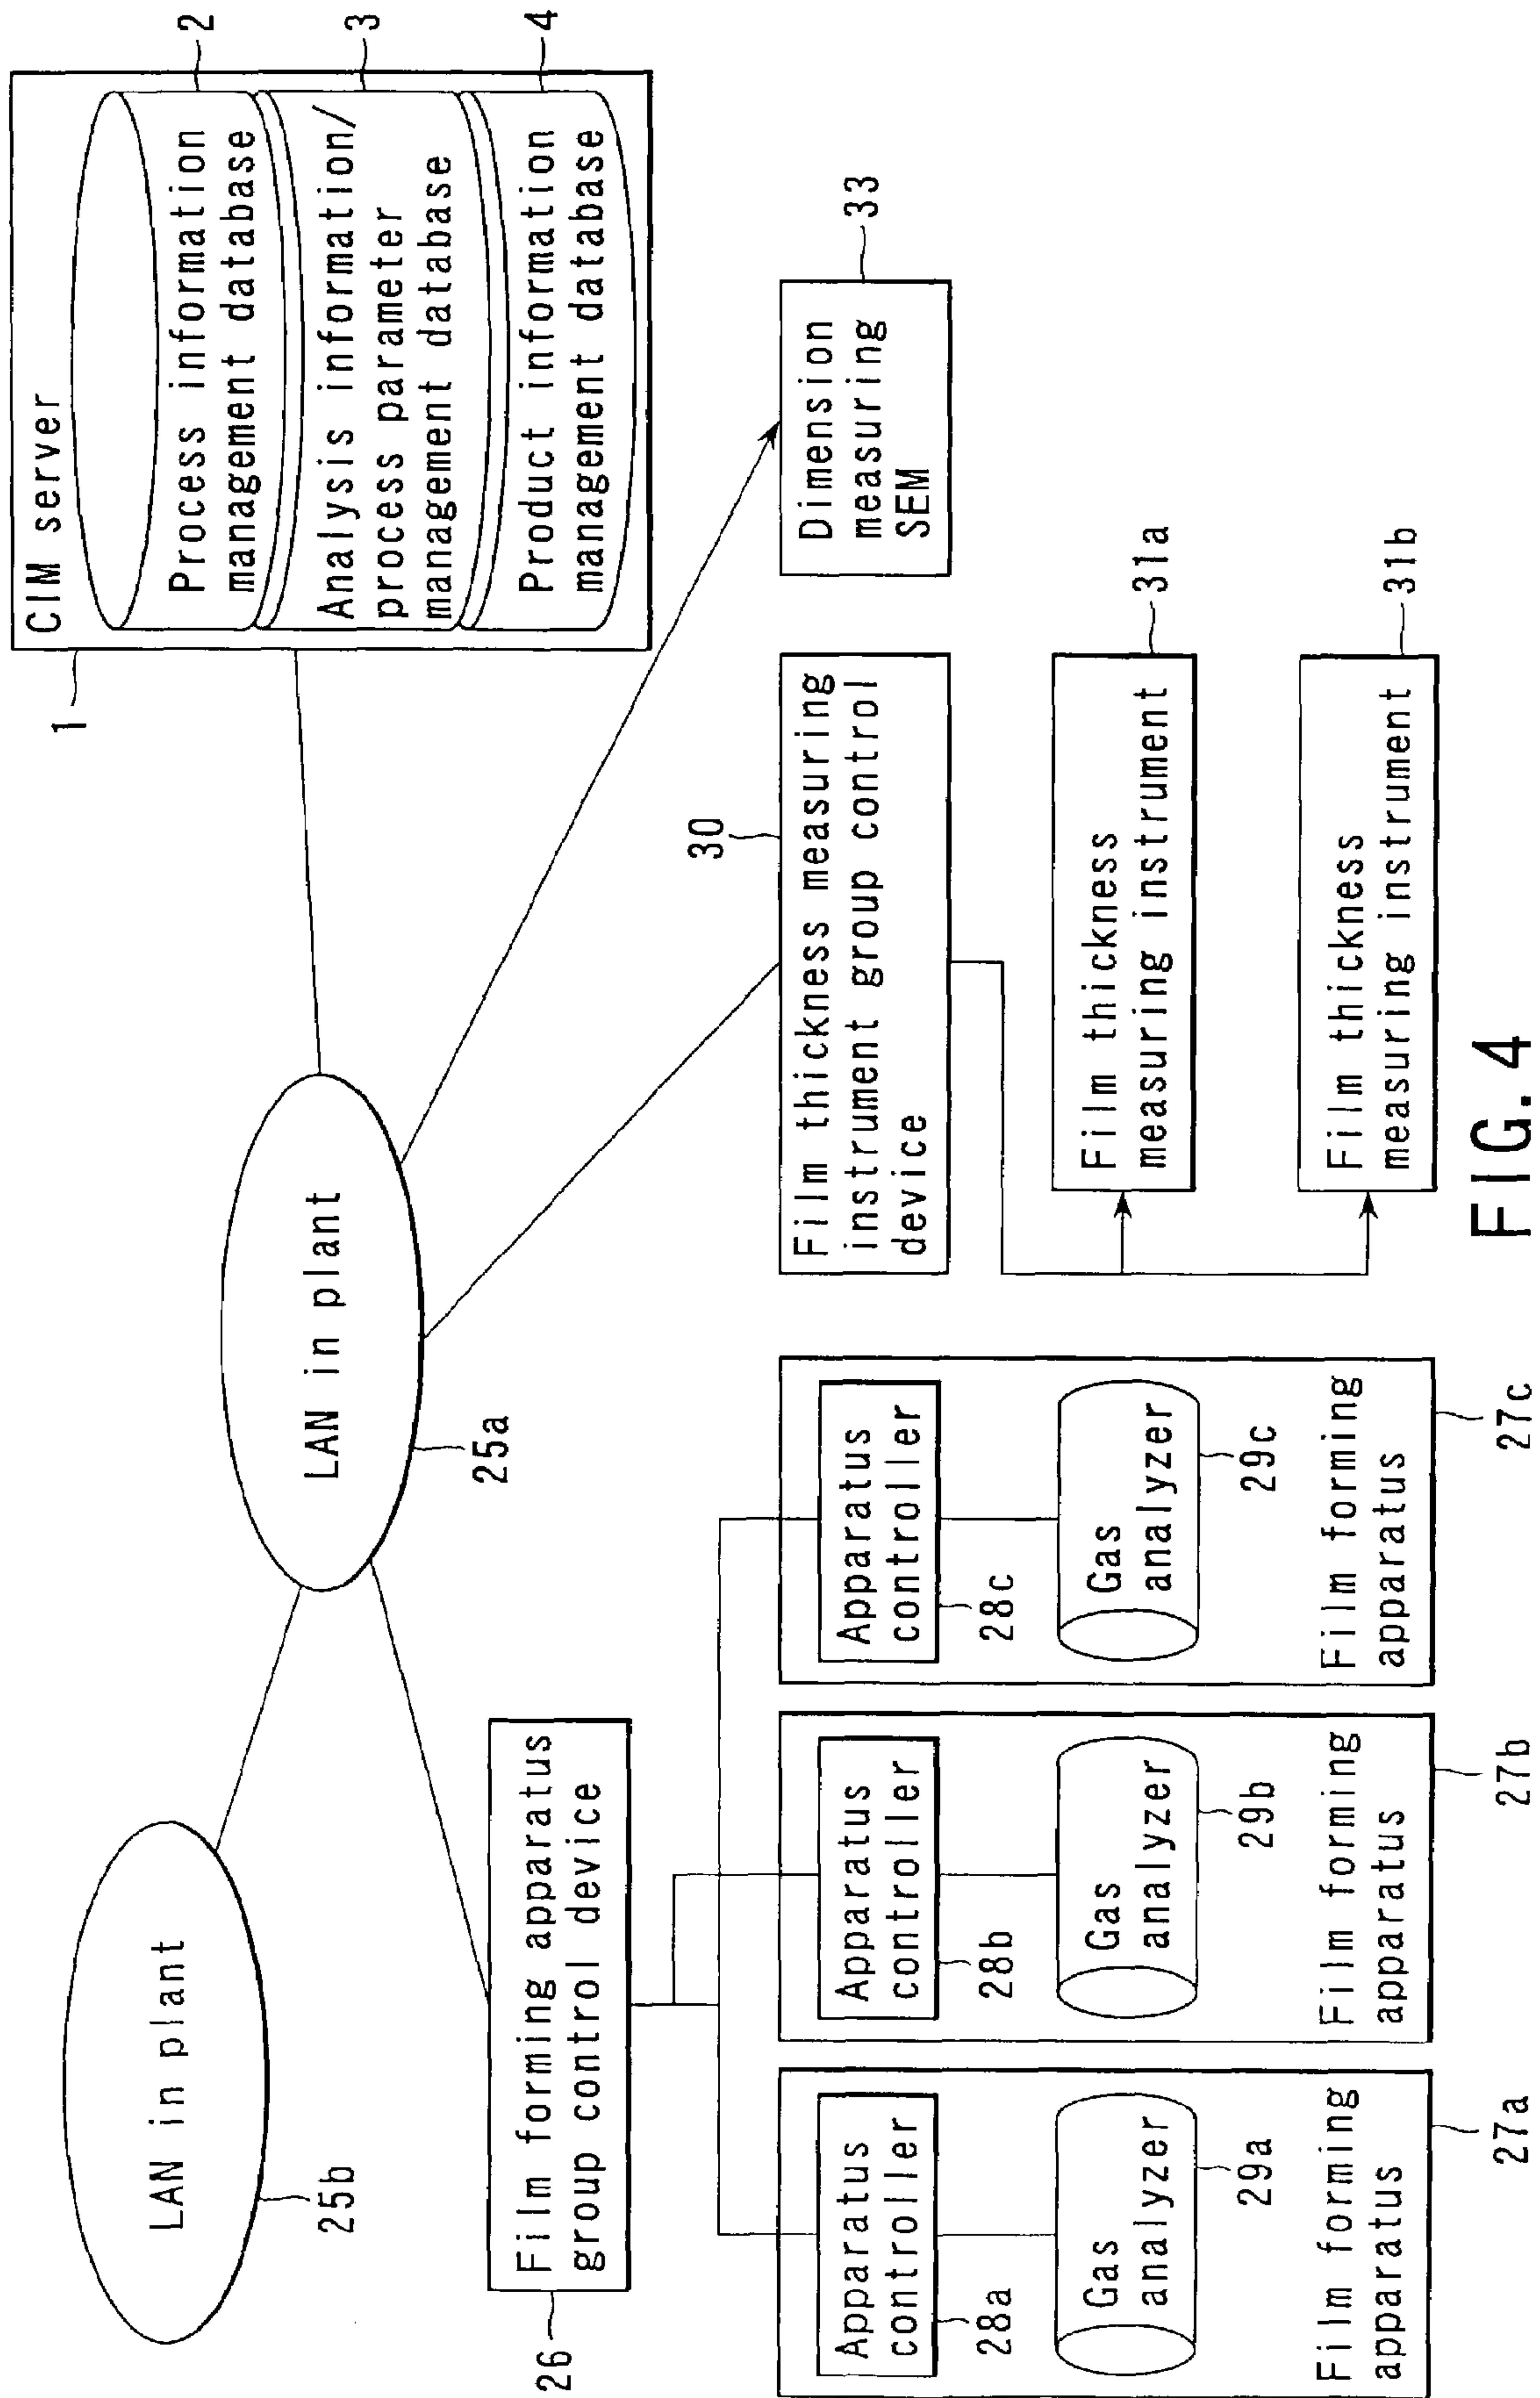 CIM server
Process information
management database
Analysis information/
process parameter
management database
Product information
management database
1
2
3
4
LAN in plant
25b
LAN in plant
25a
26
Film forming apparatus
group control device
30
Film thickness measuring
instrument group control
device
Dimension
measuring
SEM
33
Apparatus
controller
28a
Gas
analyzer
29a
Film forming
apparatus
27a
Apparatus
controller
28b
Gas
analyzer
29b
Film forming
apparatus
27b
Apparatus
controller
28c
Gas
analyzer
29c
Film forming
apparatus
27c
Film thickness
measuring instrument
31a
Film thickness
measuring instrument
31b
FIG. 4